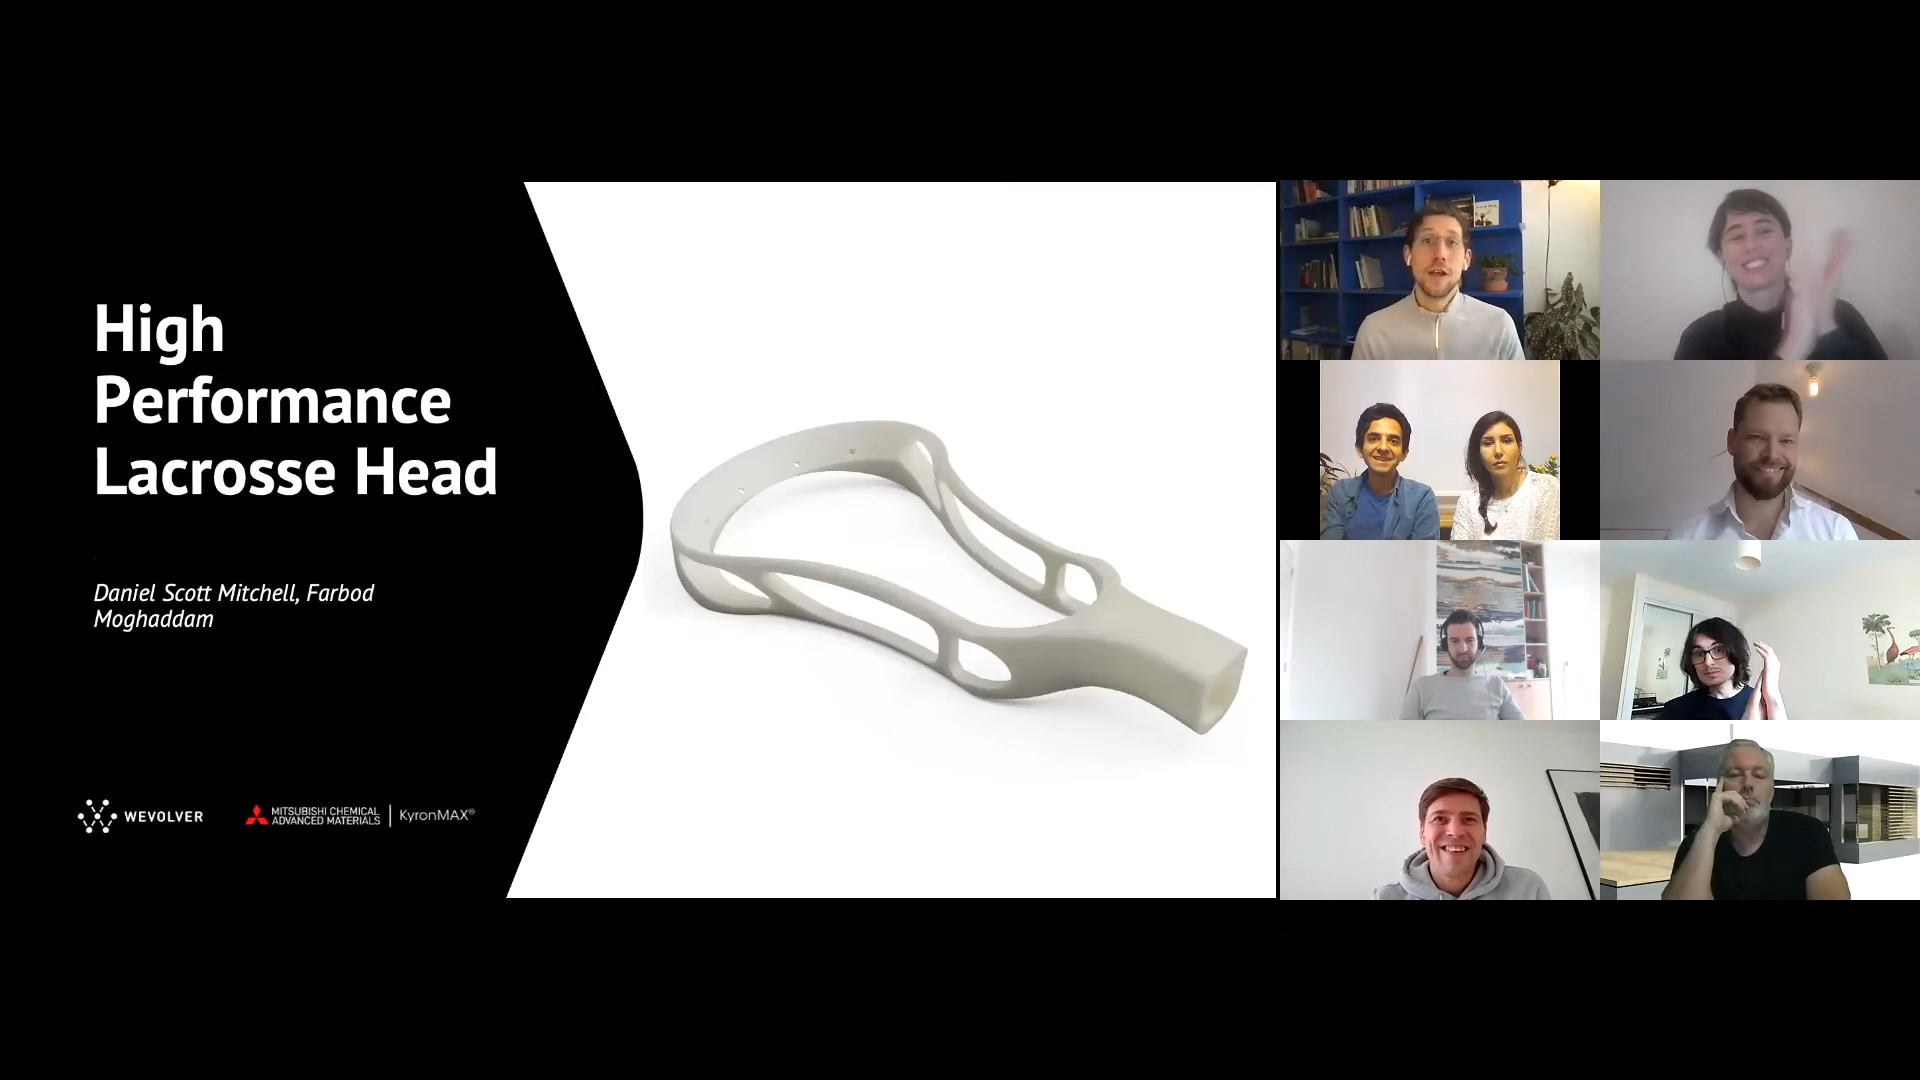 High
Performance
Lacrosse Head
Daniel Scott Mitchell, Farbod
Moghaddam
WEVOLVER
MITSUBISHI CHEMICAL
ADVANCED MATERIALS
KyronMAX®